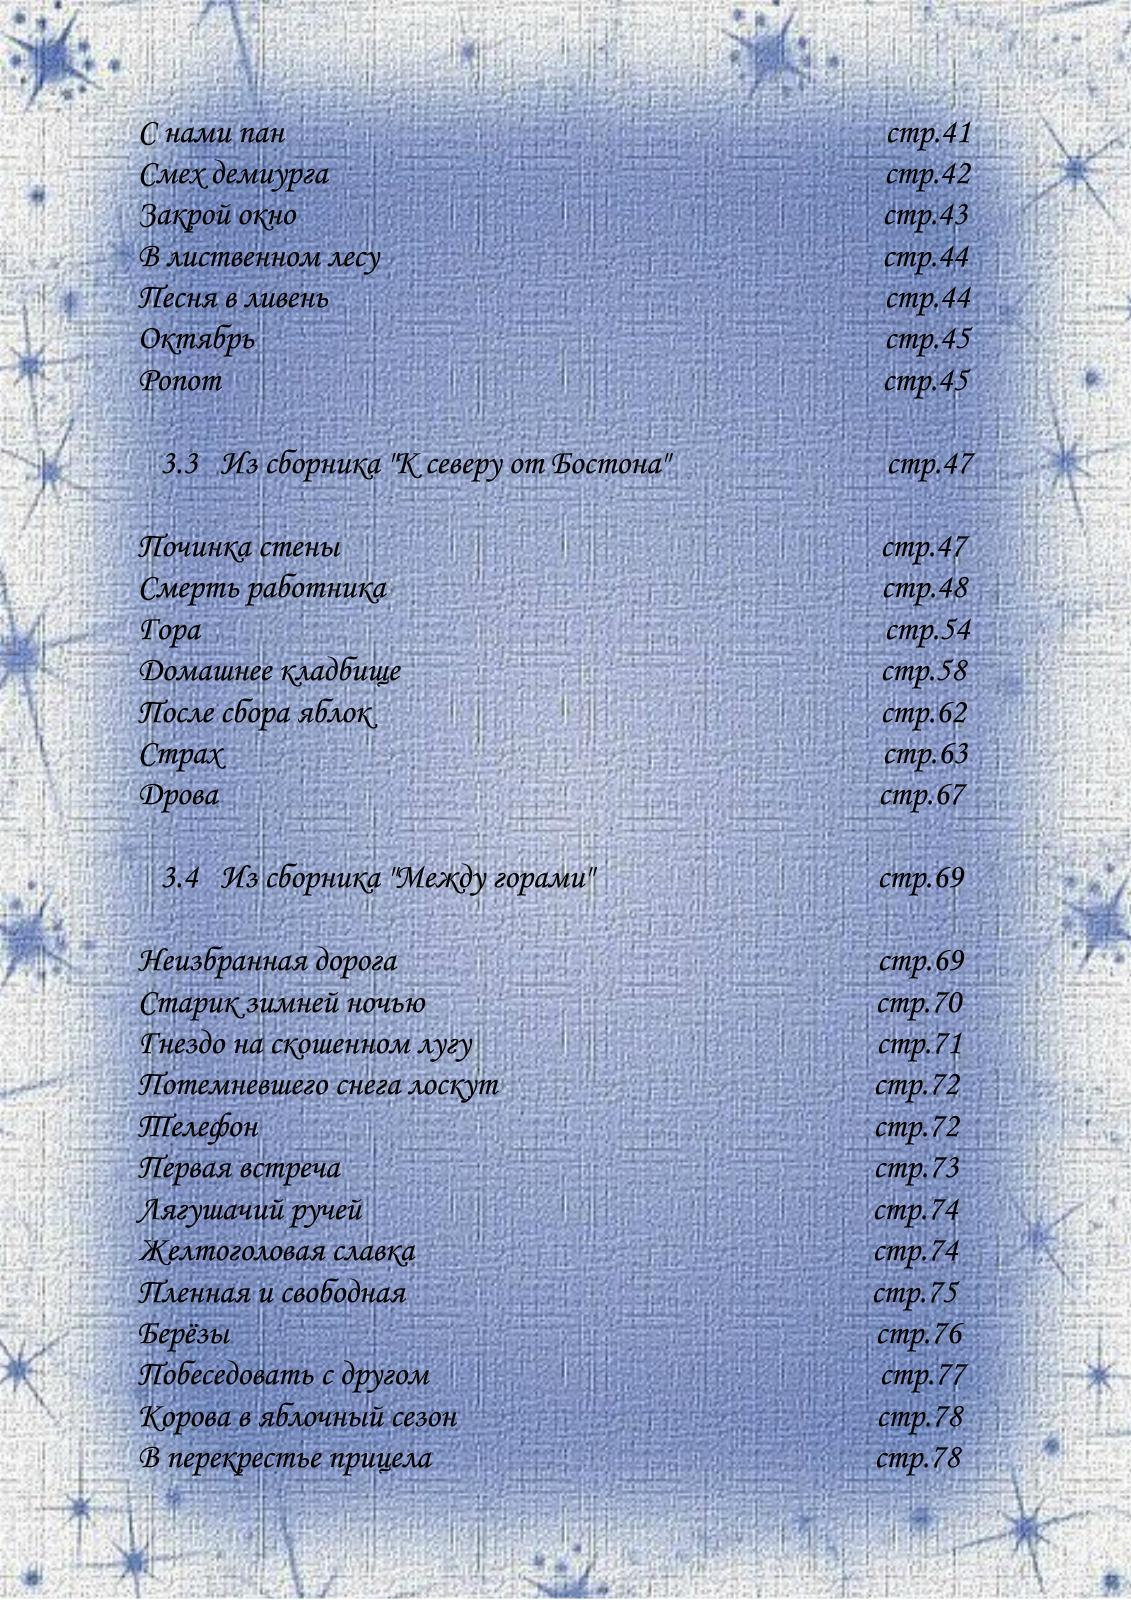 С нами пан стр.41
Смех демиурга стр.42
Закрой окно стр.43
В лиственном лесу стр.44
Песня в ливень стр.44
Октябрь стр.45
Ропот стр.45
3.3 Из сборника "К северу от Бостона" стр.47
Починка стены стр.47
Смерть работника стр.48
Гора стр.54
Домашнее кладбище стр.58
После сбора яблок стр.62
Страх стр.63
Дрова стр.67
3.4 Из сборника "Между горами" стр.69
Неизбранная дорога стр.69
Старик зимней ночью стр.70
Гнездо на скошенном лугу стр.71
Потемневшего снега лоскут стр.72
Телефон стр.72
Первая встреча стр.73
Лягушачий ручей стр.74
Желтоголовая славка стр.74
Пленная и свободная стр.75
Берёзы стр.76
Побеседовать с другом стр.77
Корова в яблочный сезон стр.78
В перекрестье прицела стр.78